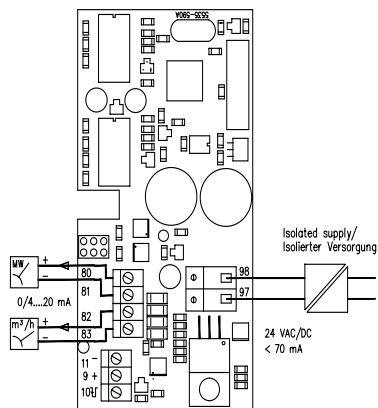 5535-590A
Isolated supply/
Isolierter Versorgung
MW
+
-
80
81
0/4....20 mA
m³/h
+
-
82
83
98
97
24 VAC/DC
< 70 mA
11 -
9 +
10